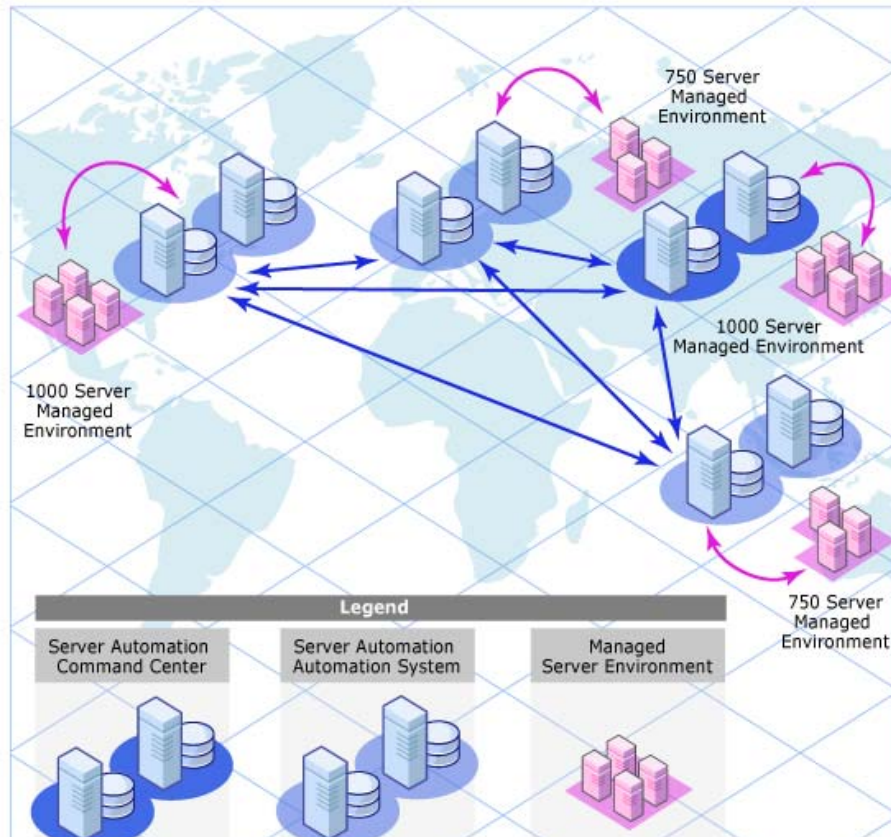 750 Server
Managed
Environment
1000 Server
Managed Environment
1000 Server
Managed
Environment
750 Server
Managed
Environment
Legend
Server Automation
Command Center
Server Automation
Automation System
Managed
Server Environment